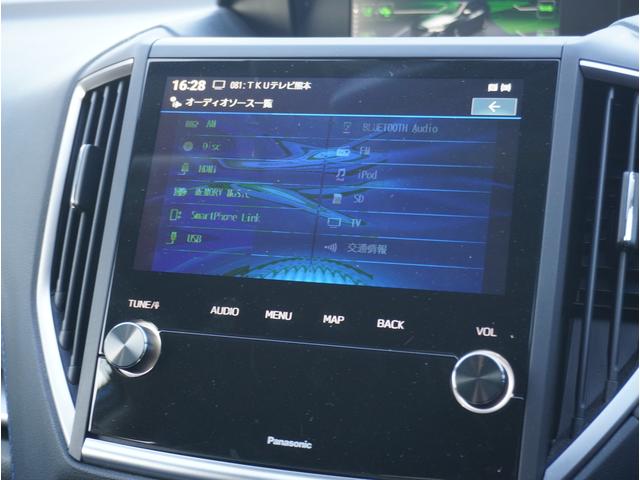 16:28 081:TKUテレビ熊本
オーディオソース一覧
AM
Disc
HDMI
MEMORY Music
SmartPhone Link
USB
BLUETOOTH Audio
FM
iPod
SD
TV
交通情報
TUNE/
AUDIO
MENU
MAP
BACK
VOL
Panasonic